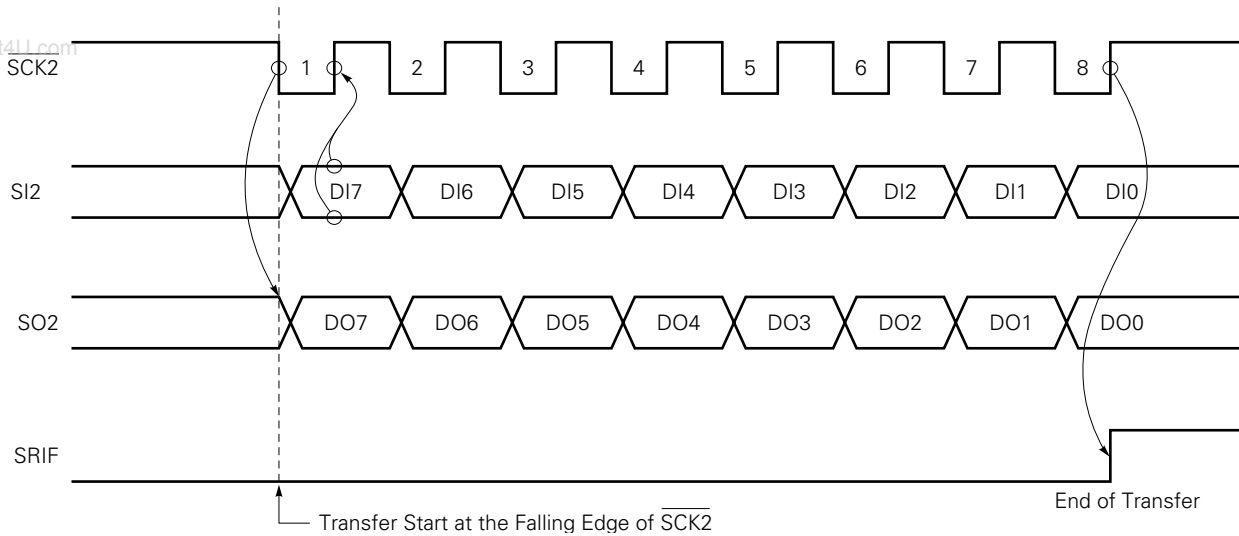 t4U.com
SCK2 1 2 3 4 5 6 7 8
SI2 DI7 DI6 DI5 DI4 DI3 DI2 DI1 DI0
SO2 DO7 DO6 DO5 DO4 DO3 DO2 DO1 DO0
SRIF
End of Transfer
Transfer Start at the Falling Edge of SCK2